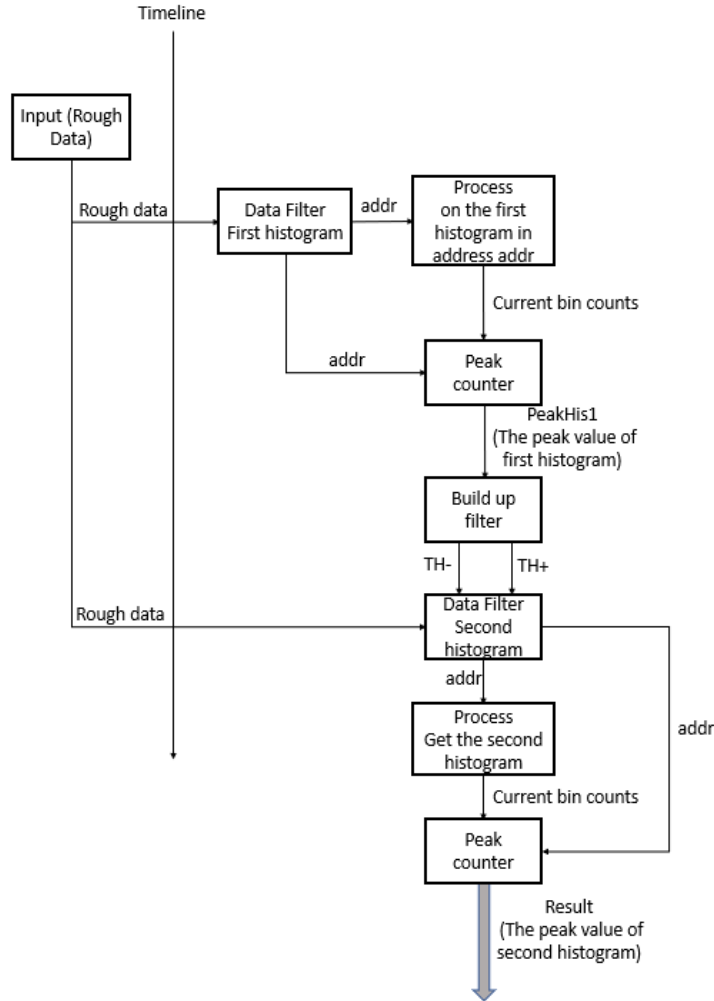 Timeline
Input (Rough
Data)
Rough data
Data Filter
First histogram
addr
Process
on the first
histogram in
address addr
Current bin counts
addr
Peak
counter
PeakHis1
(The peak value of
first histogram)
Build up
filter
TH-
TH+
Rough data
Data Filter
Second
histogram
addr
addr
Process
Get the second
histogram
Current bin counts
Peak
counter
Result
(The peak value of
second histogram)